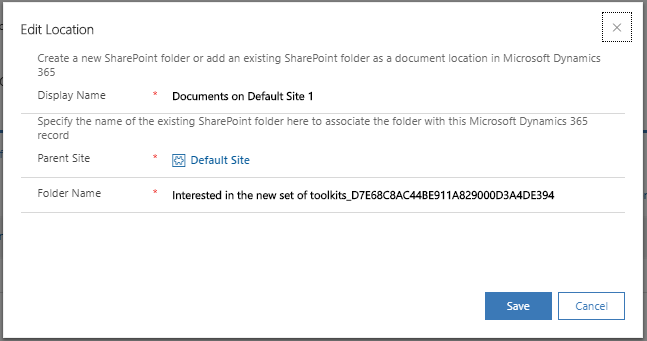 Edit Location
Create a new SharePoint folder or add an existing SharePoint folder as a document location in Microsoft Dynamics
365
Display Name * Documents on Default Site 1
Specify the name of the existing SharePoint folder here to associate the folder with this Microsoft Dynamics 365
record
Parent Site * Default Site
Folder Name * Interested in the new set of toolkits_D7E68C8AC44BE911A829000D3A4DE394
Save Cancel